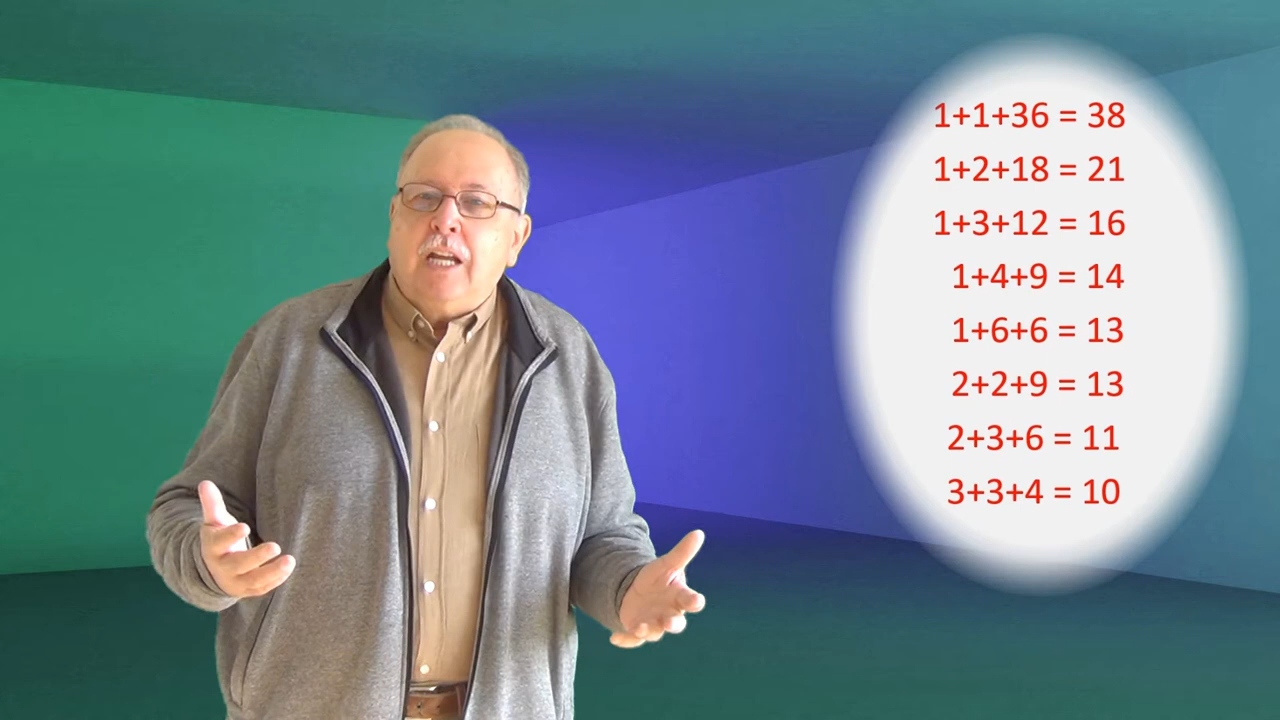 1+1+36 = 38
1+2+18 = 21
1+3+12 = 16
1+4+9 = 14
1+6+6 = 13
2+2+9 = 13
2+3+6 = 11
3+3+4 = 10